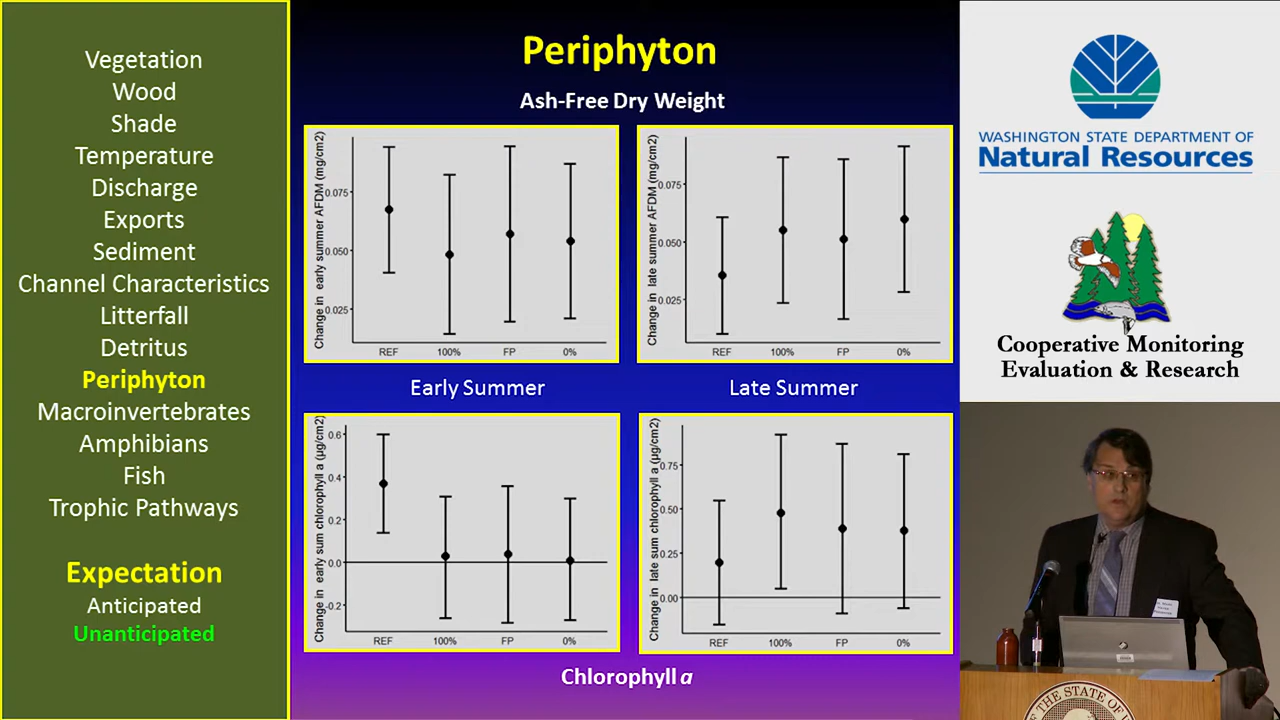 Vegetation
Wood
Shade
Temperature
Discharge
Exports
Sediment
Channel Characteristics
Litterfall
Detritus
Periphyton
Macroinvertebrates
Amphibians
Fish
Trophic Pathways
Expectation
Anticipated
Unanticipated
Periphyton
Ash-Free Dry Weight
Change in early summer AFDM (mg/cm2)
0.075
0.050
0.025
REF 100% FP 0%
Change in late summer AFDM (mg/cm2)
0.075
0.050
0.025
REF 100% FP 0%
Early Summer
Late Summer
Change in early sum chlorophyll a (µg/cm2)
0.6
0.4
0.2
0.0
-0.2
REF 100% FP 0%
Change in late sum chlorophyll a (µg/cm2)
0.75
0.50
0.25
0.00
REF 100% FP 0%
Chlorophyll a
WASHINGTON STATE DEPARTMENT OF
Natural Resources
Cooperative Monitoring
Evaluation & Research
THE STATE OF